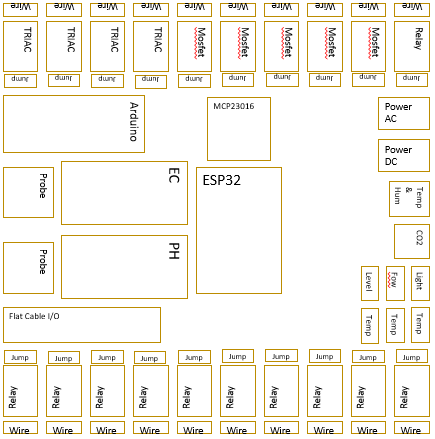 Wire Wire Wire Wire Wire Wire Wire Wire Wire Wire
TRIAC TRIAC TRIAC TRIAC Mosfet Mosfet Mosfet Mosfet Mosfet Relay
Jump Jump Jump Jump Jump Jump Jump Jump Jump
Arduino
MCP23016
Power
AC
Power
DC
Probe
EC
ESP32
Temp
&
Hum
CO2
Probe
PH
Level Fow Light
Flat Cable I/O
Temp Temp Temp
Jump Jump Jump Jump Jump Jump Jump Jump Jump Jump
Relay Relay Relay Relay Relay Relay Relay Relay Relay Relay
Wire Wire Wire Wire Wire Wire Wire Wire Wire Wire